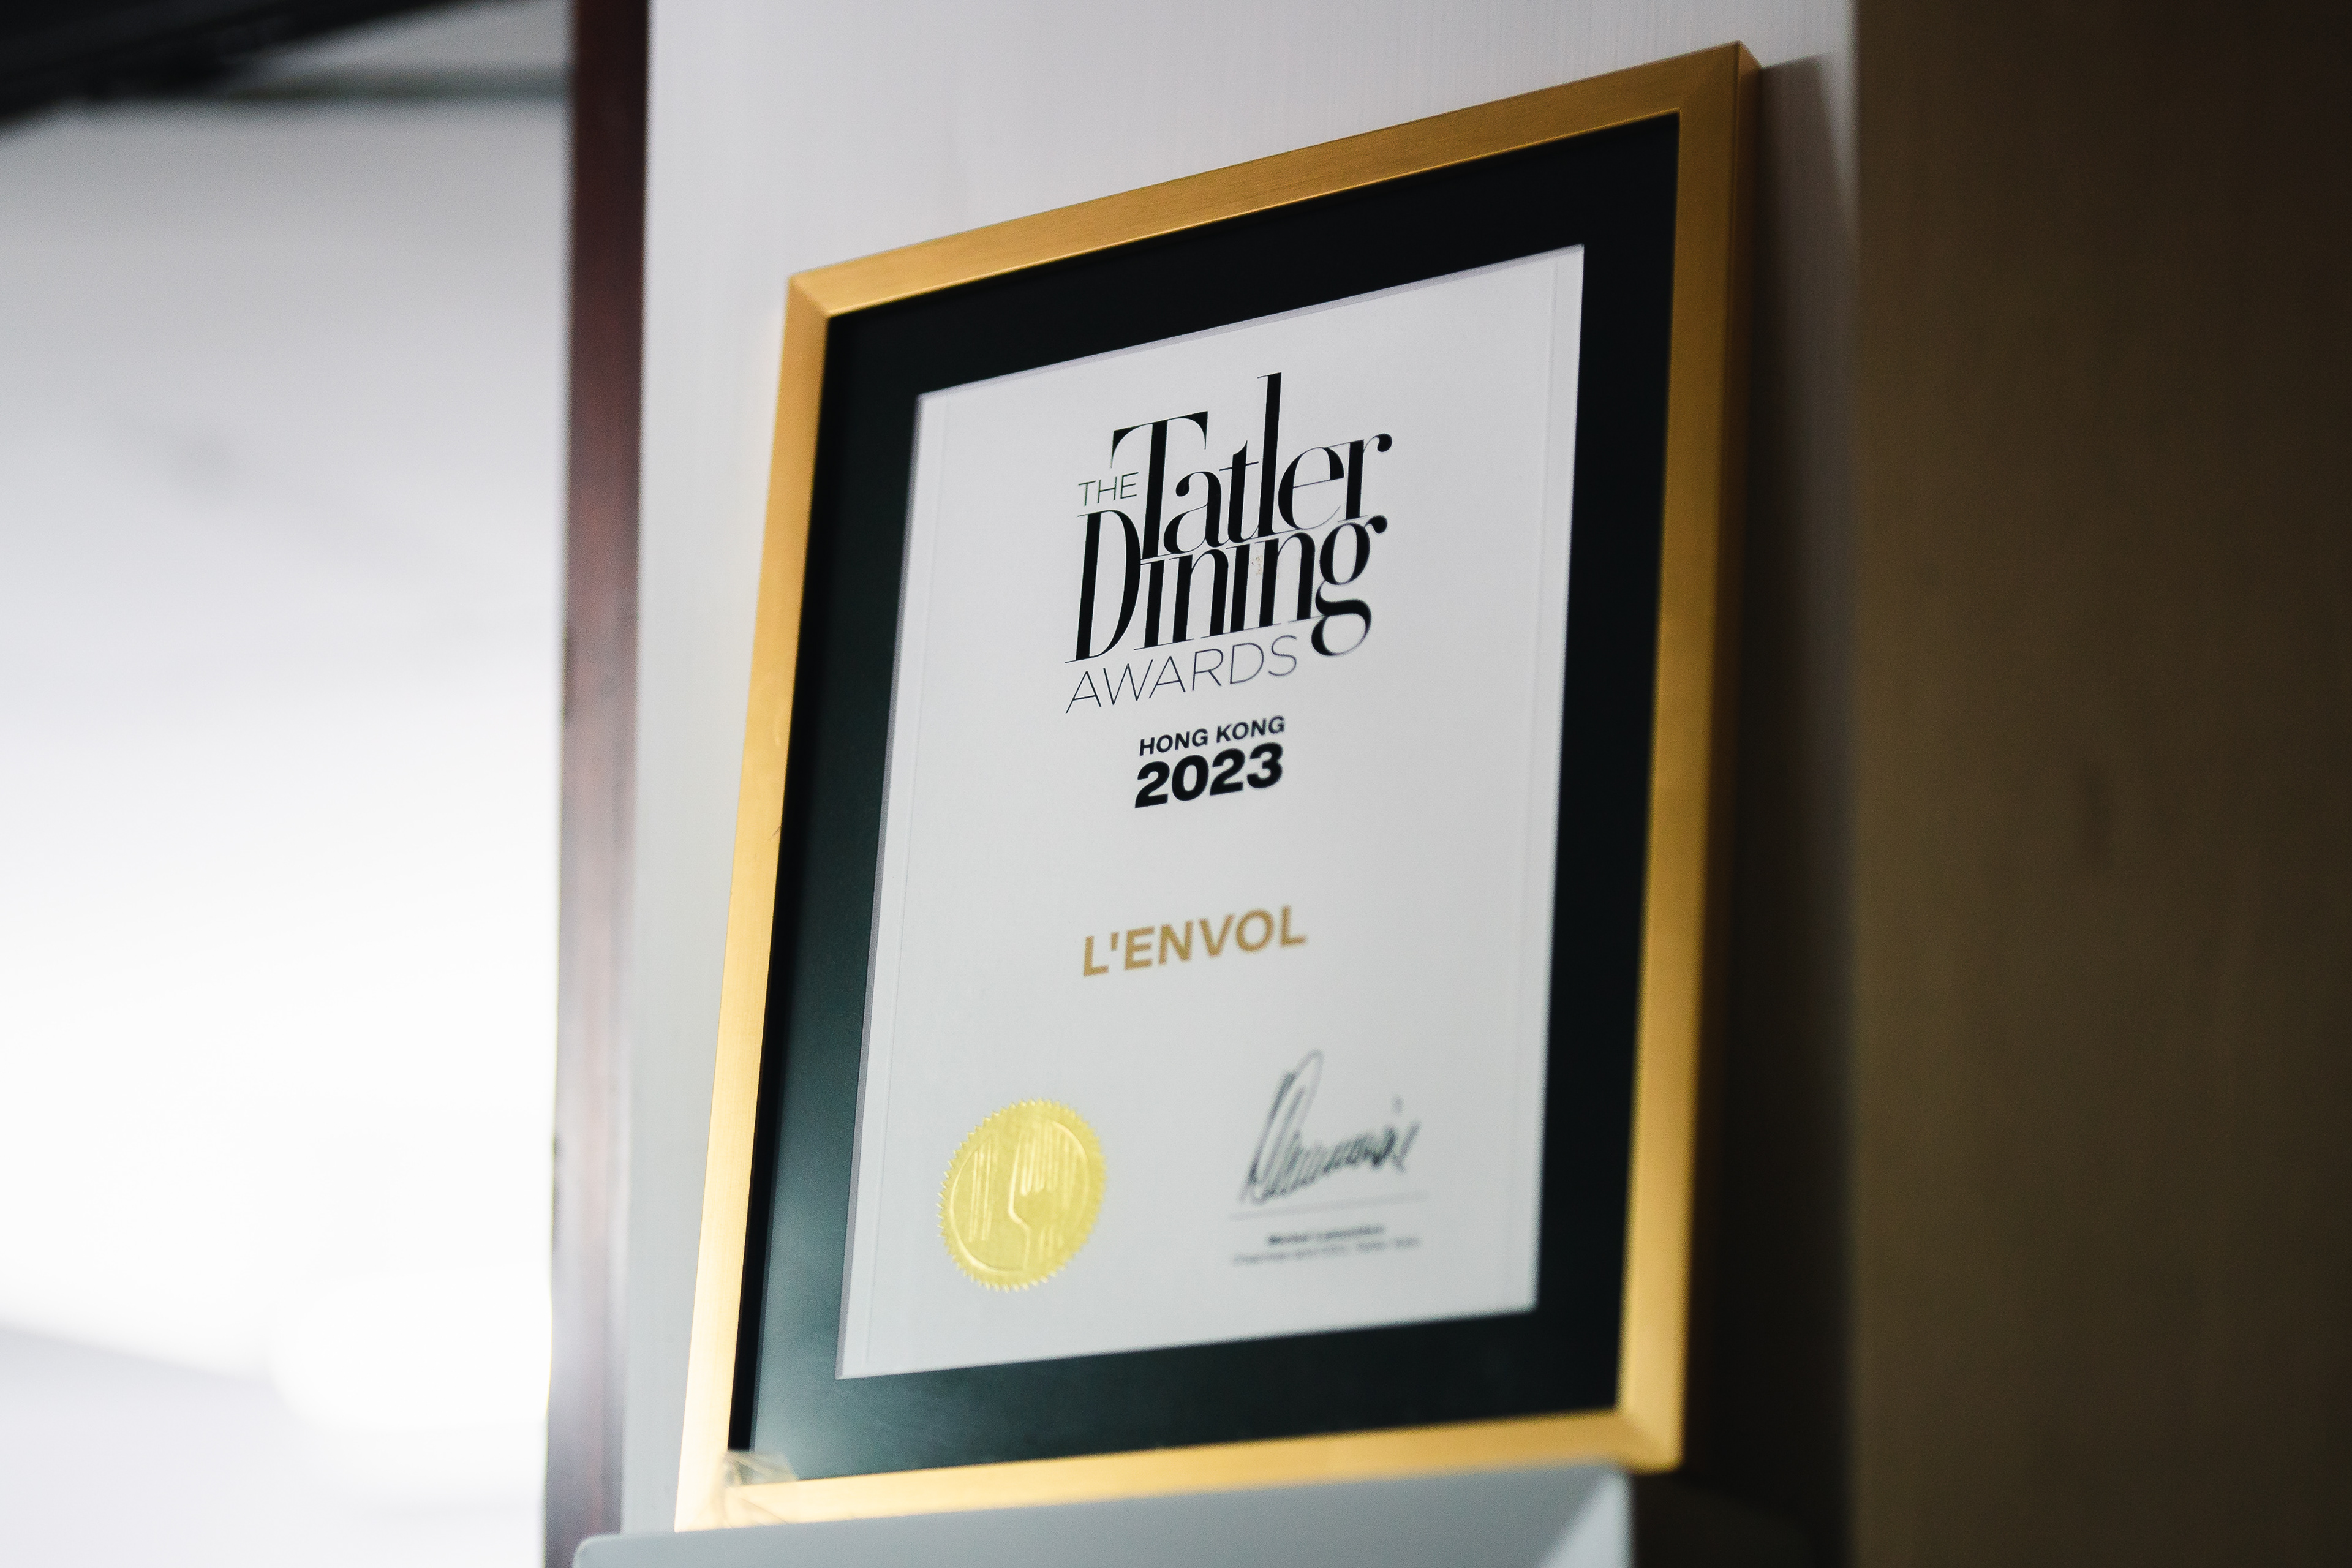 THE Tatler
Dining
AWARDS
HONG KONG
2023
L'ENVOL